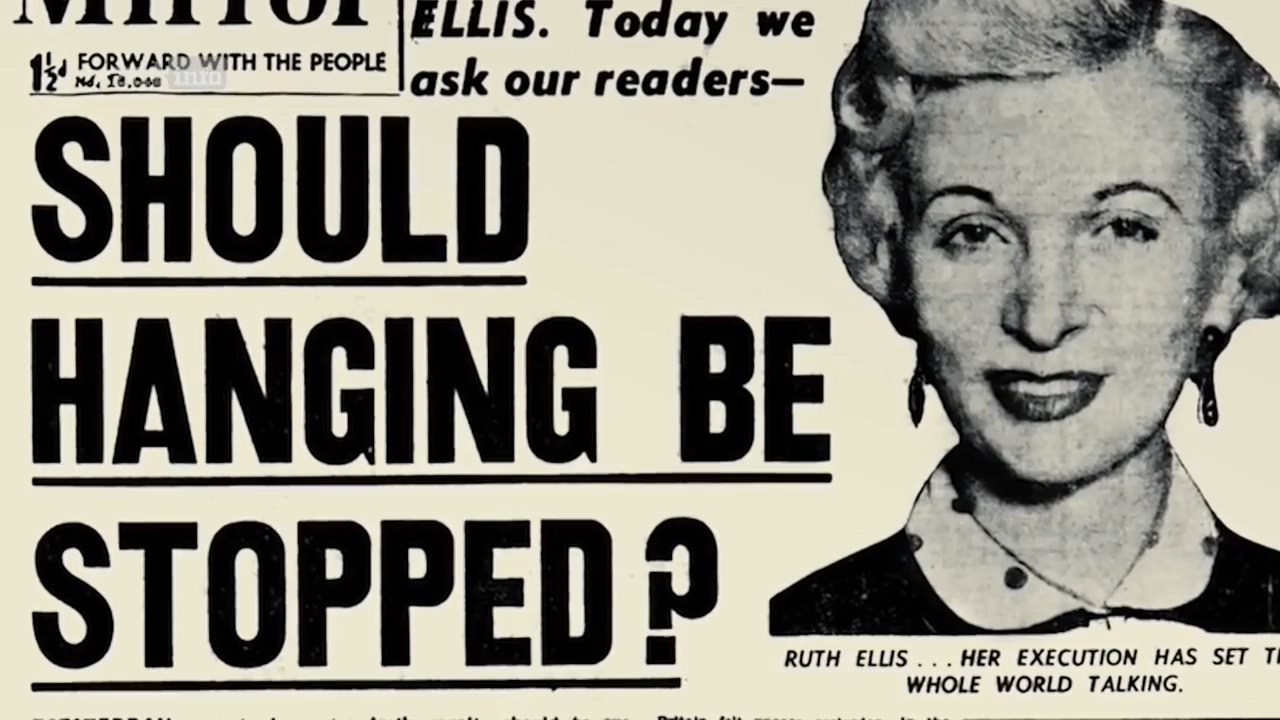 Mirror
ELLIS. Today we
1½d FORWARD WITH THE PEOPLE
ask our readers—
SHOULD
HANGING BE
STOPPED?
RUTH ELLIS . . . HER EXECUTION HAS SET
WHOLE WORLD TALKING.